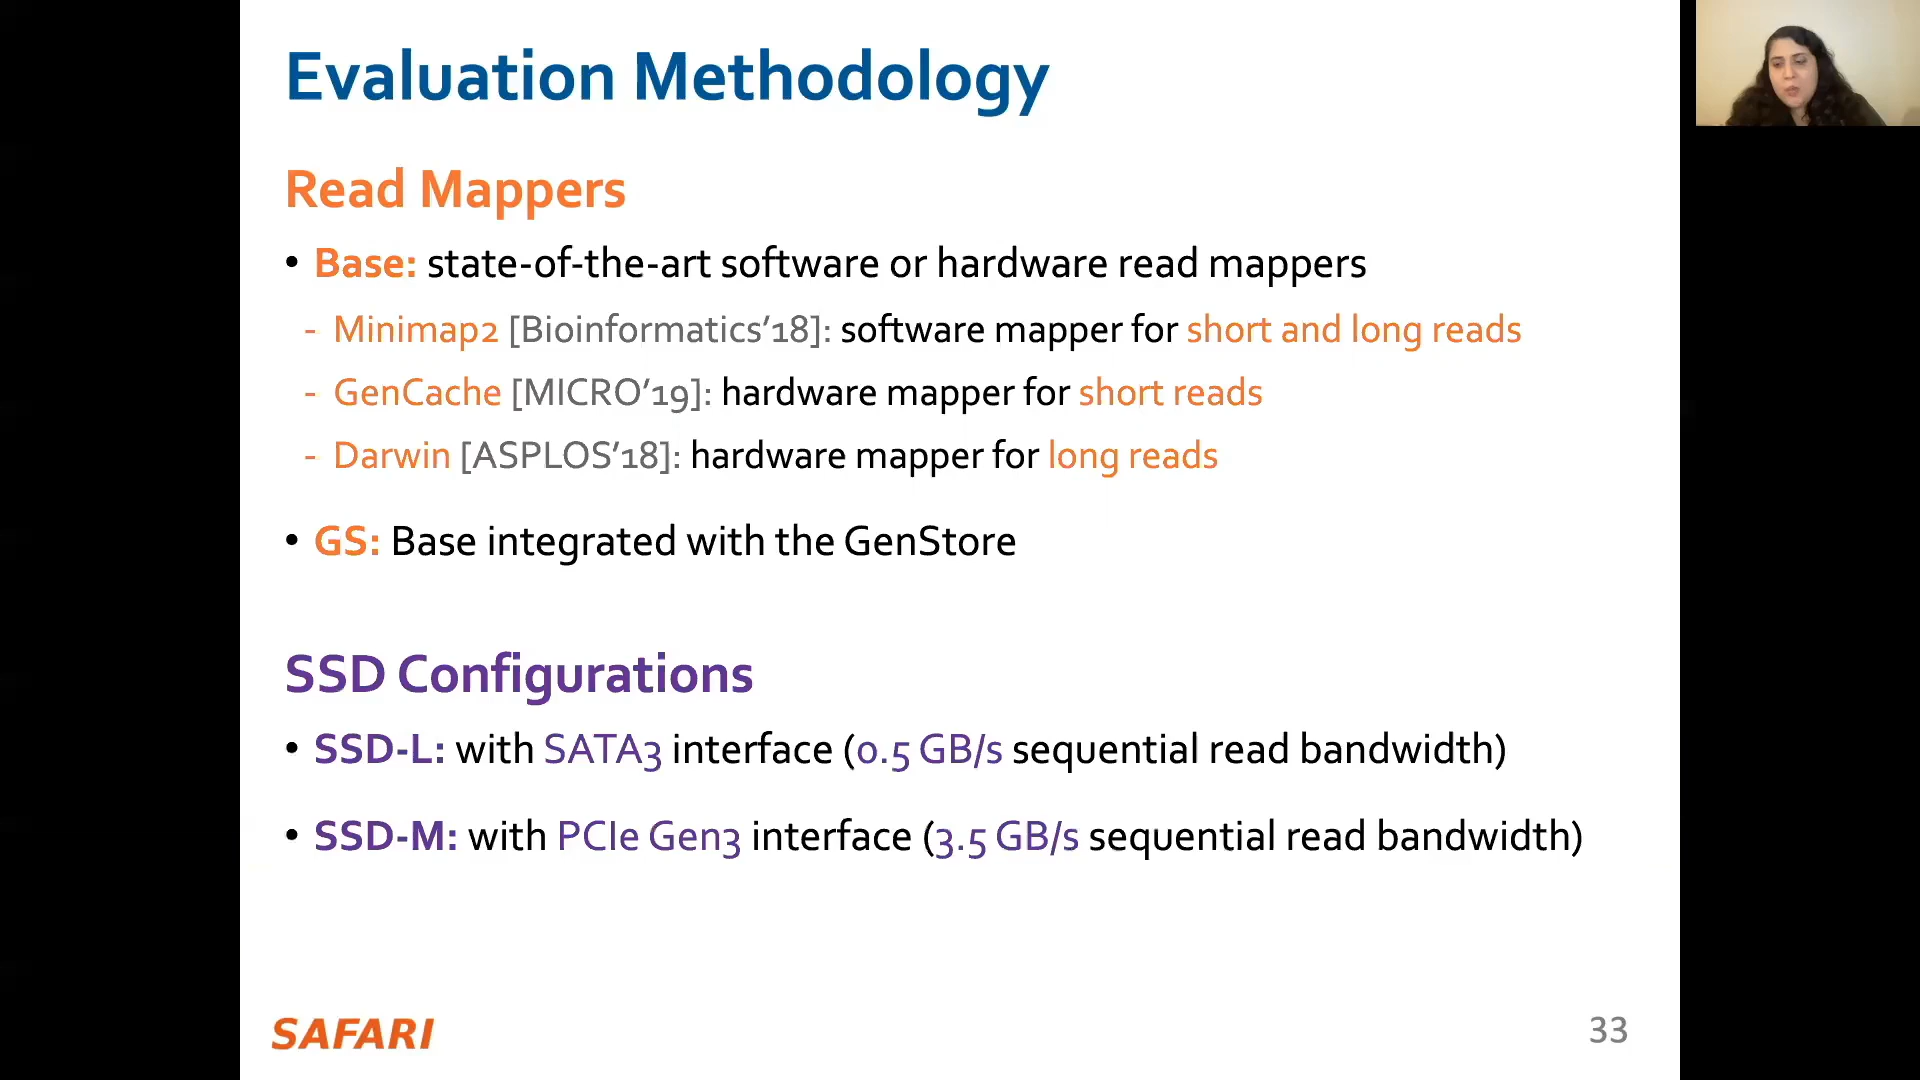 Evaluation Methodology
Read Mappers
• Base: state-of-the-art software or hardware read mappers
- Minimap2 [Bioinformatics’18]: software mapper for short and long reads
- GenCache [MICRO’19]: hardware mapper for short reads
- Darwin [ASPLOS’18]: hardware mapper for long reads
• GS: Base integrated with the GenStore
SSD Configurations
• SSD-L: with SATA3 interface (0.5 GB/s sequential read bandwidth)
• SSD-M: with PCIe Gen3 interface (3.5 GB/s sequential read bandwidth)
SAFARI
33